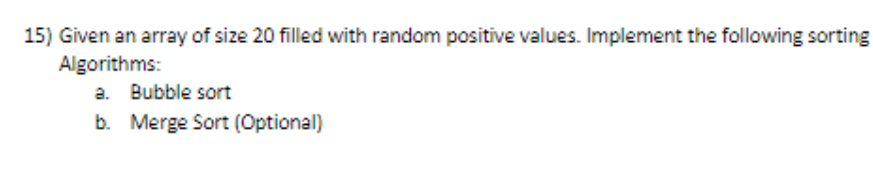 15) Given an array of size 20 filled with random positive values. Implement the following sorting
Algorithms:
a. Bubble sort
b. Merge Sort (Optional)